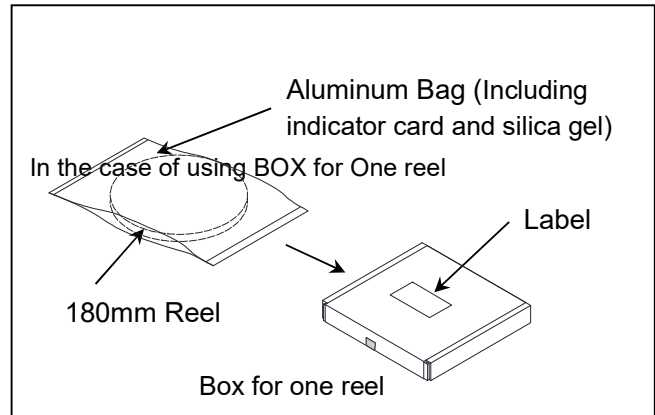 Aluminum Bag (Including
indicator card and silica gel)
In the case of using BOX for One reel
Label
180mm Reel
Box for one reel